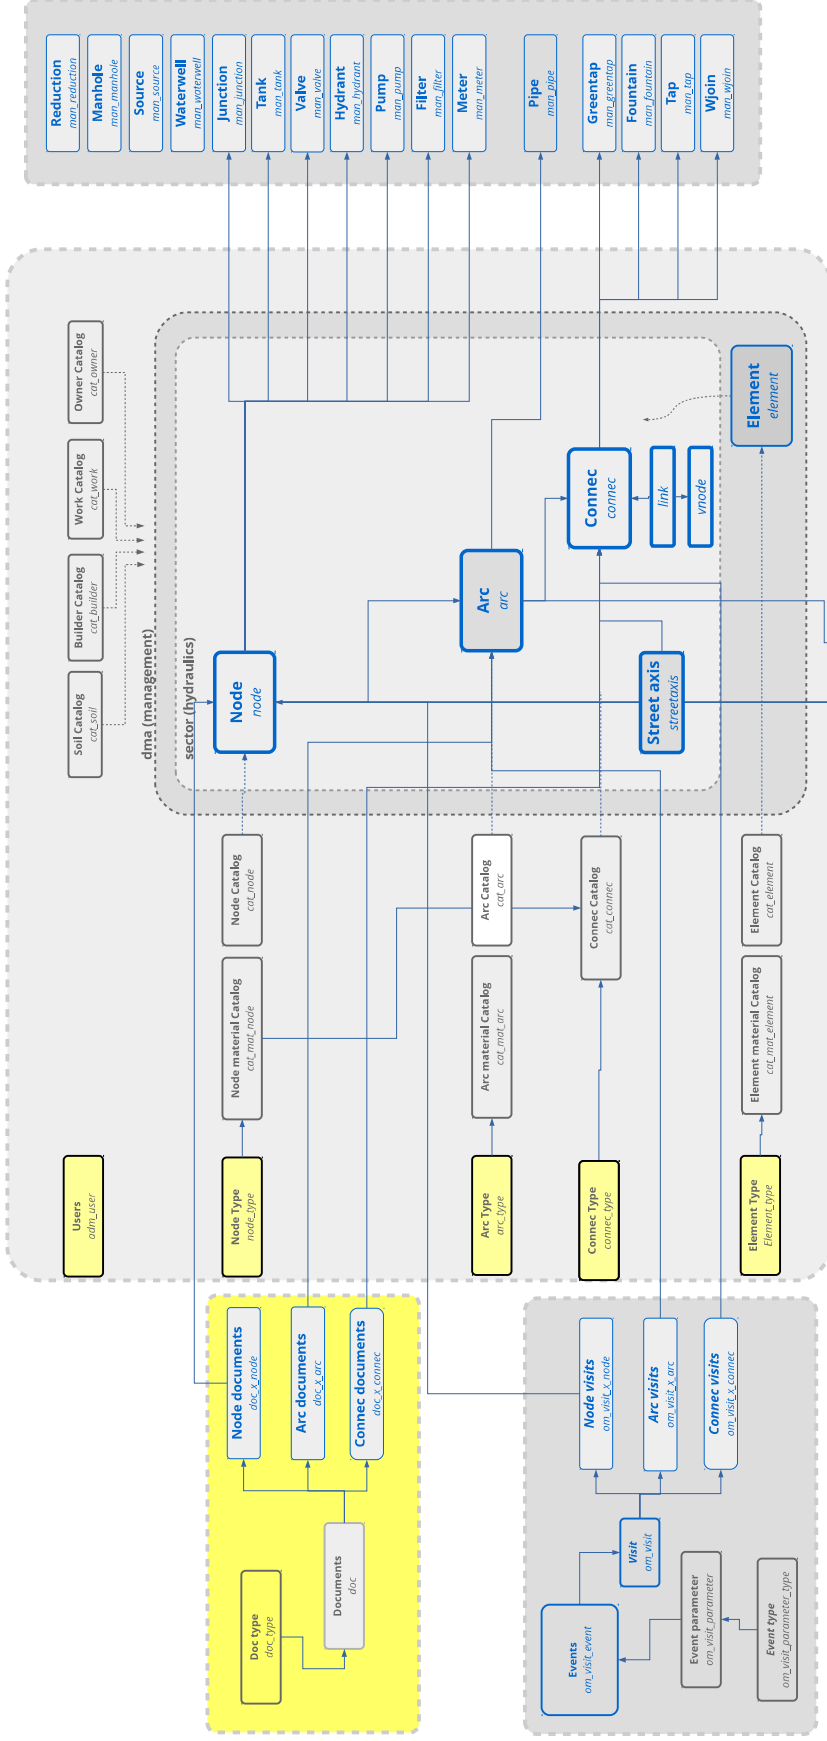 Reduction
man_reduction
Manhole
man_manhole
Source
man_source
Waterwell
man_waterwell
Junction
man_junction
Tank
man_tank
Valve
man_valve
Hydrant
man_hydrant
Pump
man_pump
Filter
man_filter
Meter
man_meter
Pipe
man_pipe
Greentap
man_greentap
Fountain
man_fountain
Tap
man_tap
Wjoin
man_wjoin
Owner Catalog
cat_owner
Work Catalog
cat_work
Builder Catalog
cat_builder
Soil Catalog
cat_soil
dma (management)
sector (hydraulics)
Element
element
Connec
connec
link
vnode
Arc
arc
Node
node
Street axis
streetaxis
Node Catalog
cat_node
Arc Catalog
cat_arc
Connec Catalog
cat_connec
Element Catalog
cat_element
Node material Catalog
cat_mat_node
Arc material Catalog
cat_mat_arc
Element material Catalog
cat_mat_element
Users
adm_user
Node Type
node_type
Arc Type
arc_type
Connec Type
connec_type
Element Type
Element_type
Node documents
doc_x_node
Arc documents
doc_x_arc
Connec documents
doc_x_connec
Documents
doc
Doc type
doc_type
Node visits
om_visit_x_node
Arc visits
om_visit_x_arc
Connec visits
om_visit_x_connec
Visit
om_visit
Events
om_visit_event
Event parameter
om_visit_parameter
Event type
om_visit_parameter_type